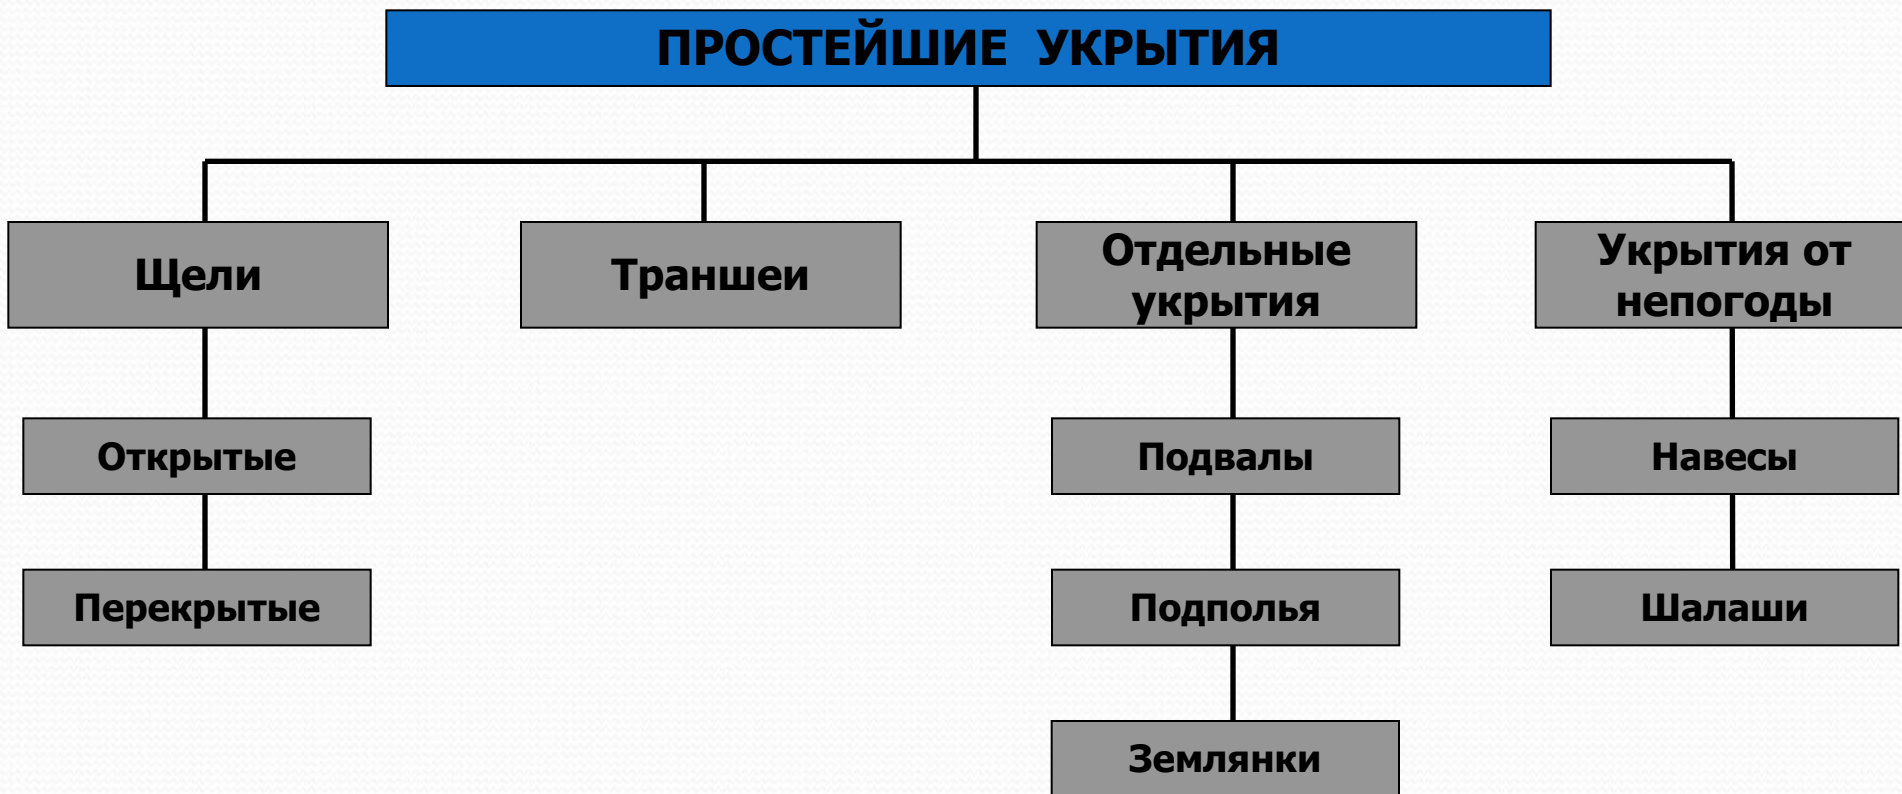 ПРОСТЕЙШИЕ УКРЫТИЯ
Щели
Траншеи
Отдельные
укрытия
Укрытия от
непогоды
Открытые
Подвалы
Навесы
Перекрытые
Подполья
Шалаши
Землянки